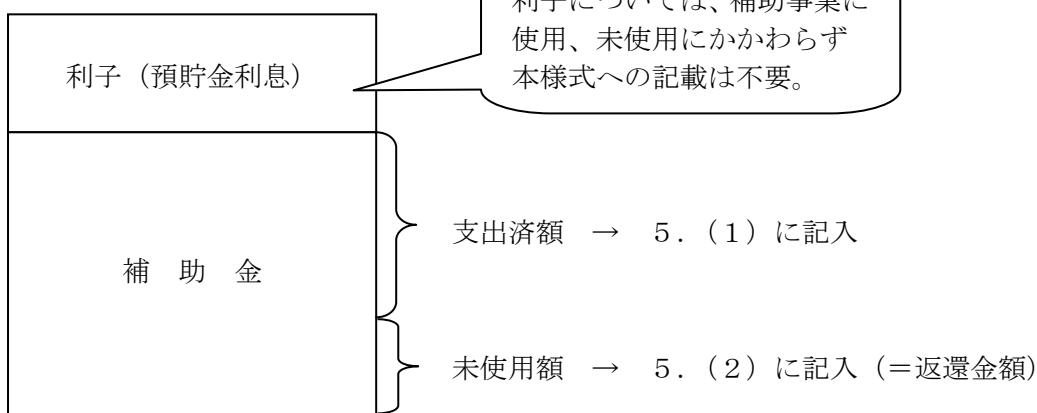 利子については、補助事業に
使用、未使用にかかわらず
本様式への記載は不要。
利子（預貯金利息）
支出済額　→　５．（１）に記入
補　助　金
未使用額　→　５．（２）に記入（＝返還金額）